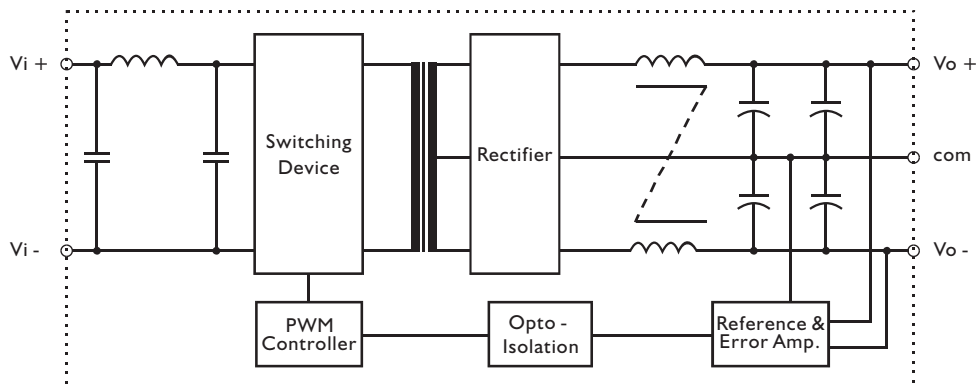 Vi +
Switching
Device
Rectifier
Vo +
com
Vi -
Vo -
PWM
Controller
Opto -
Isolation
Reference &
Error Amp.